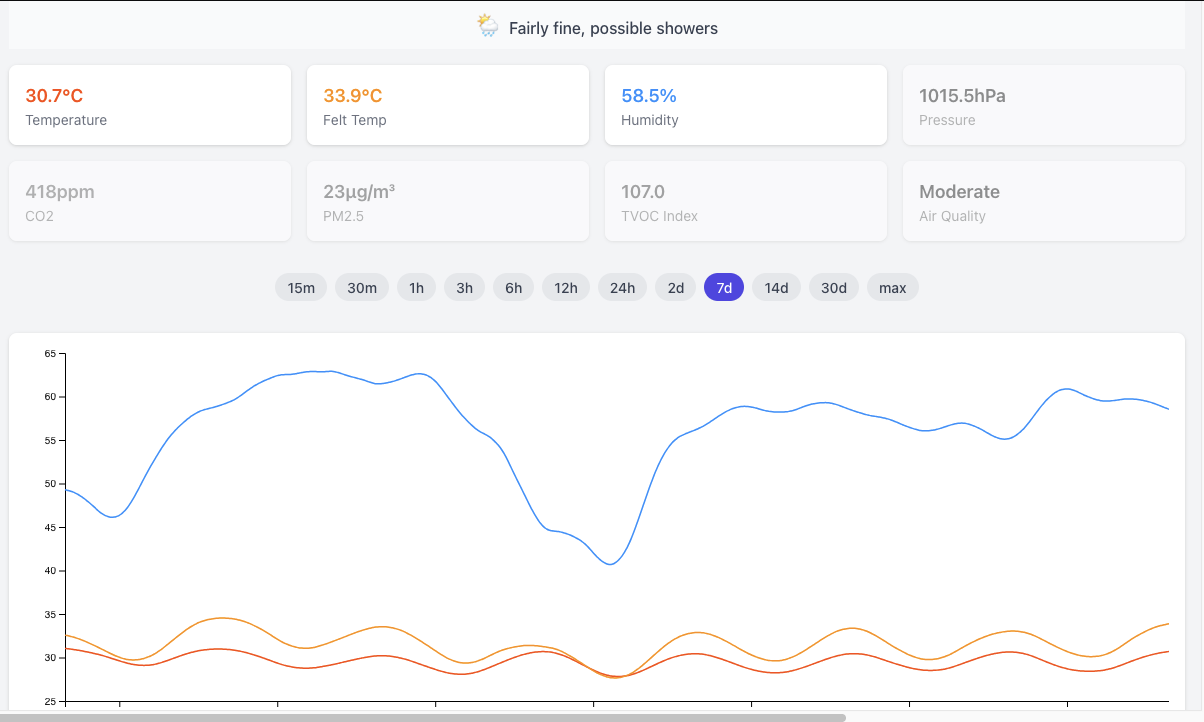 Fairly fine, possible showers
30.7°C 33.9°C 58.5% 1015.5hPa
Temperature Felt Temp Humidity Pressure
418ppm 23µg/m³ 107.0 Moderate
CO2 PM2.5 TVOC Index Air Quality
15m 30m 1h 3h 6h 12h 24h 2d 7d 14d 30d max
65
60
55
50
45
40
35
30
25